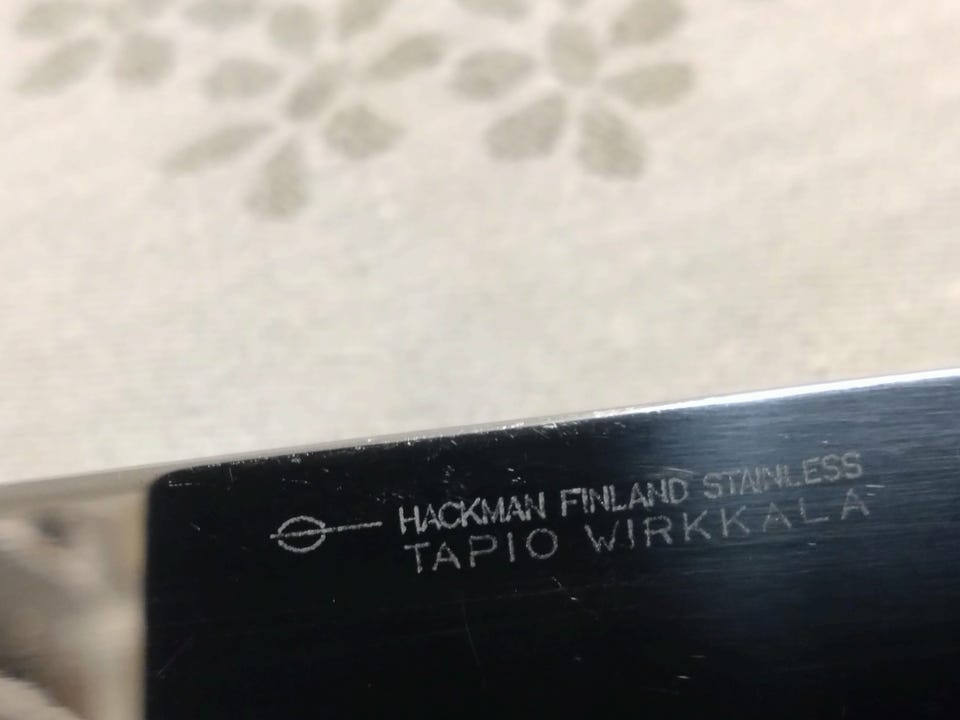 HACKMAN FINLAND STAINLESS
TAPIO WIRKKALA